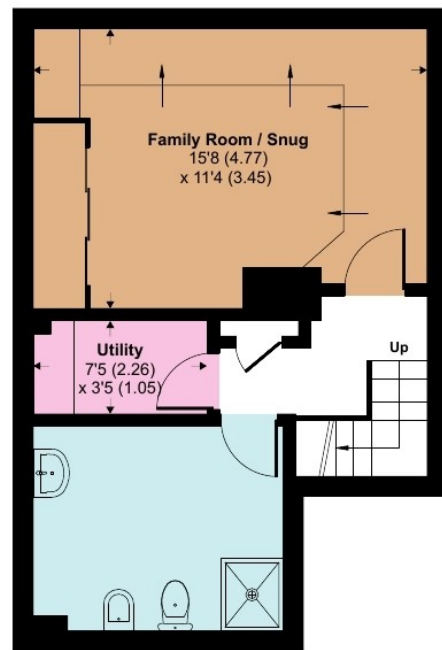 Family Room / Snug
15'8 (4.77)
x 11'4 (3.45)
Utility
7'5 (2.26)
x 3'5 (1.05)
Up